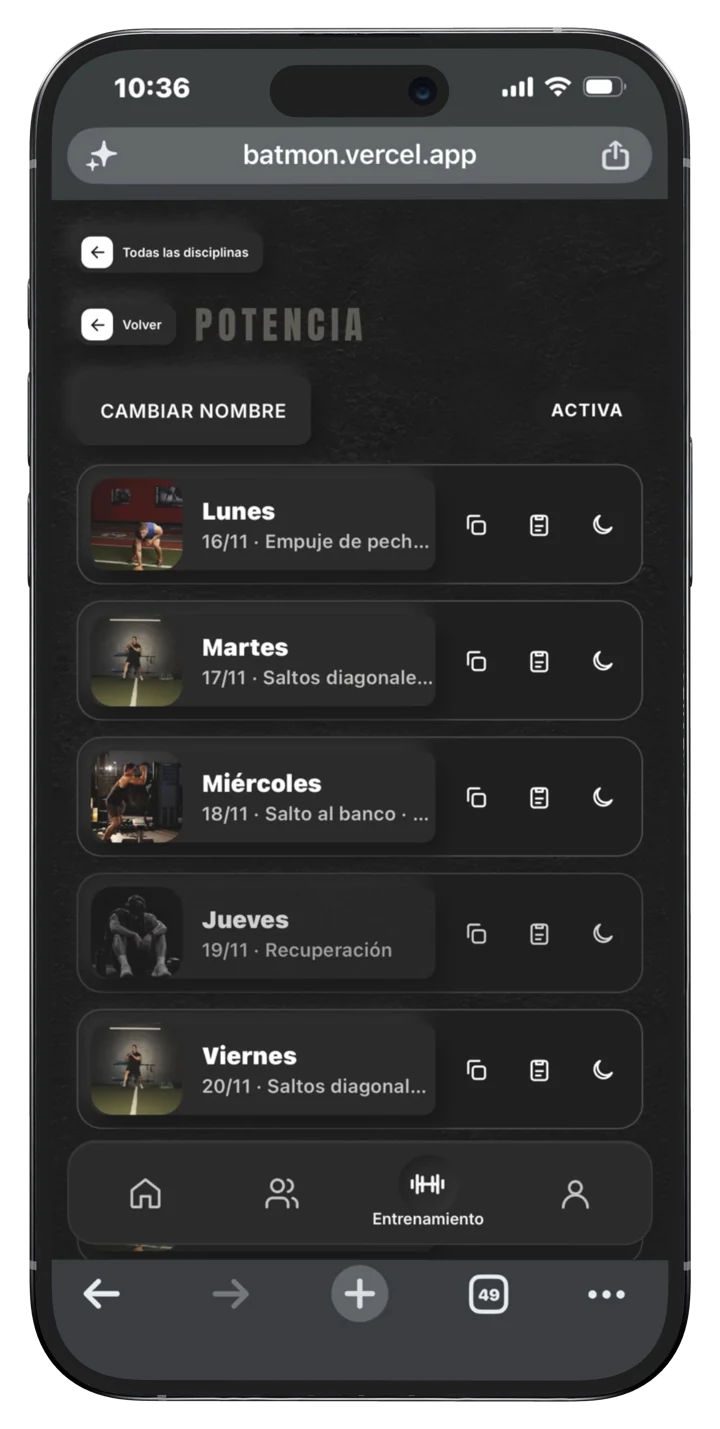 10:36
batmon.vercel.app
Todas las disciplinas
Volver
POTENCIA
CAMBIAR NOMBRE
ACTIVA
Lunes
16/11 · Empuje de pech...
Martes
17/11 · Saltos diagonale...
Miércoles
18/11 · Salto al banco · ...
Jueves
19/11 · Recuperación
Viernes
20/11 · Saltos diagonal...
Entrenamiento
49